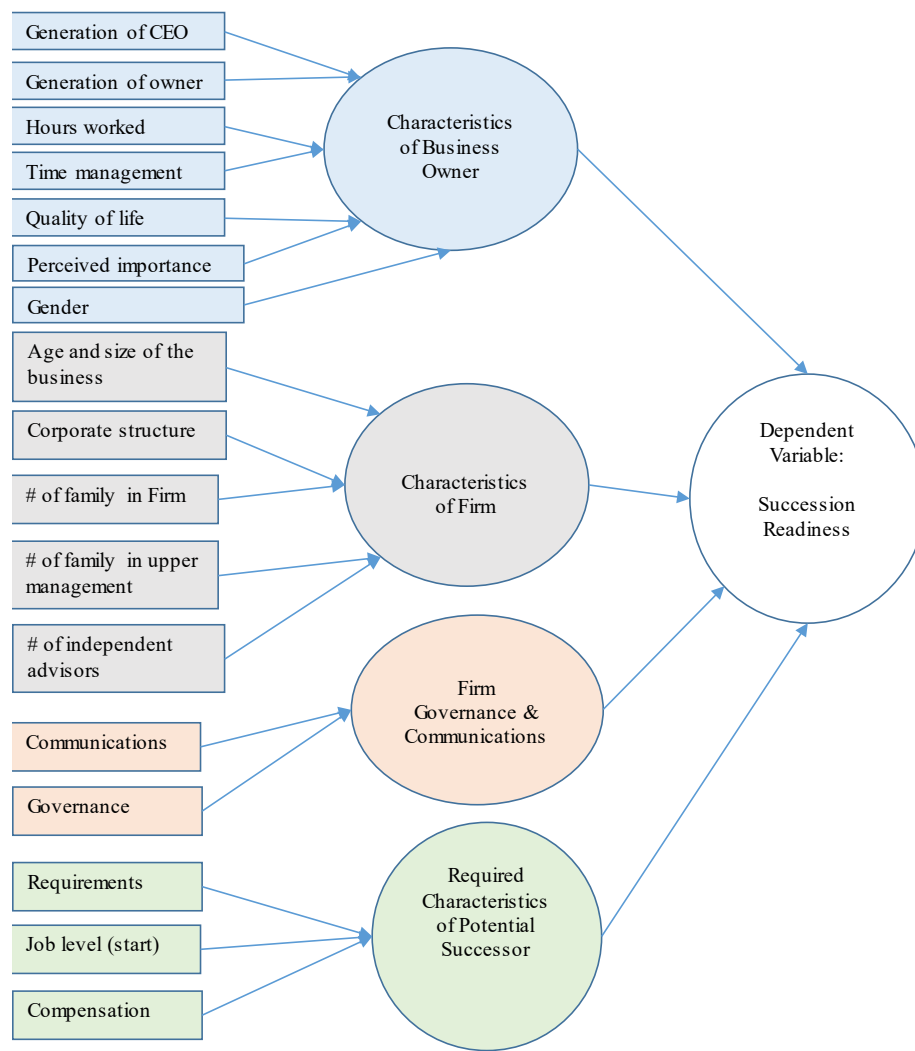 Generation of CEO
Generation of owner
Hours worked
Time management
Quality of life
Perceived importance
Gender
Characteristics
of Business
Owner
Age and size of the
business
Corporate structure
# of family in Firm
# of family in upper
management
# of independent
advisors
Characteristics
of Firm
Communications
Governance
Firm
Governance &
Communications
Requirements
Job level (start)
Compensation
Required
Characteristics
of Potential
Successor
Dependent
Variable:
Succession
Readiness